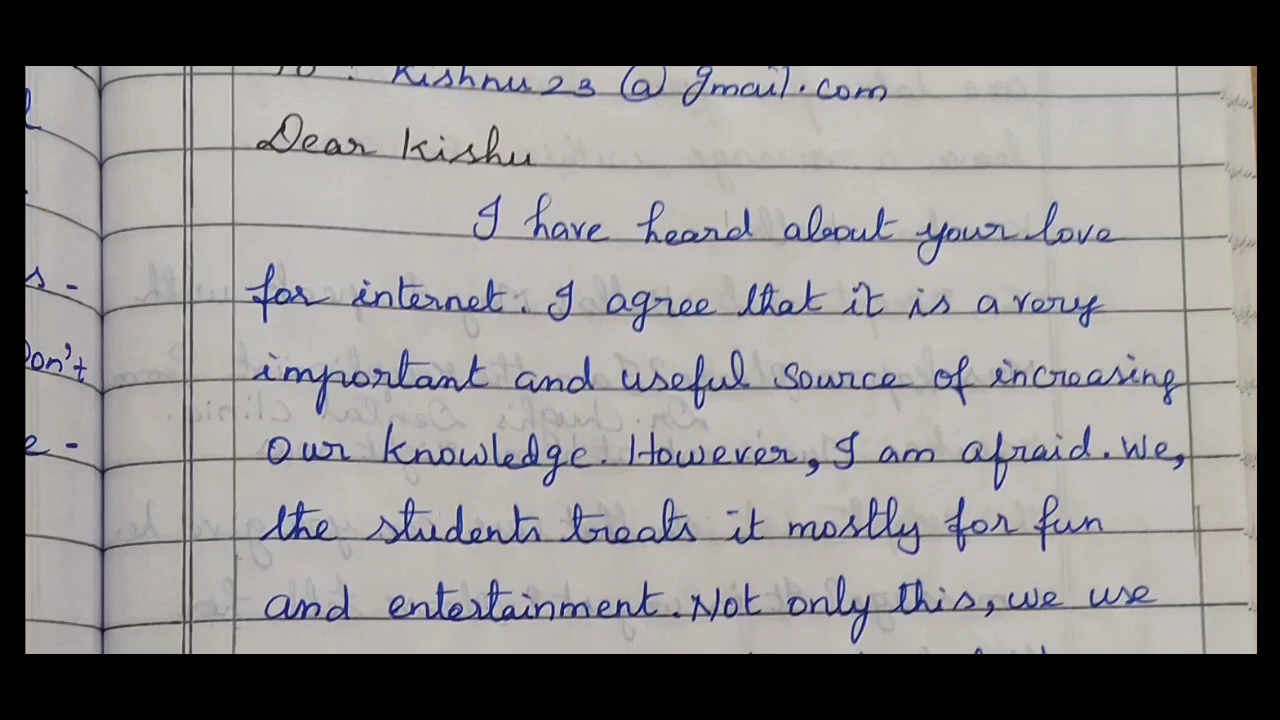 To : Kishnu23@gmail.com
Dear Kishu
I have heard about your love
for internet. I agree that it is a very
important and useful source of increasing
our knowledge. However, I am afraid. We,
the students treats it mostly for fun
and entertainment. Not only this, we use
s -
Don't
e -